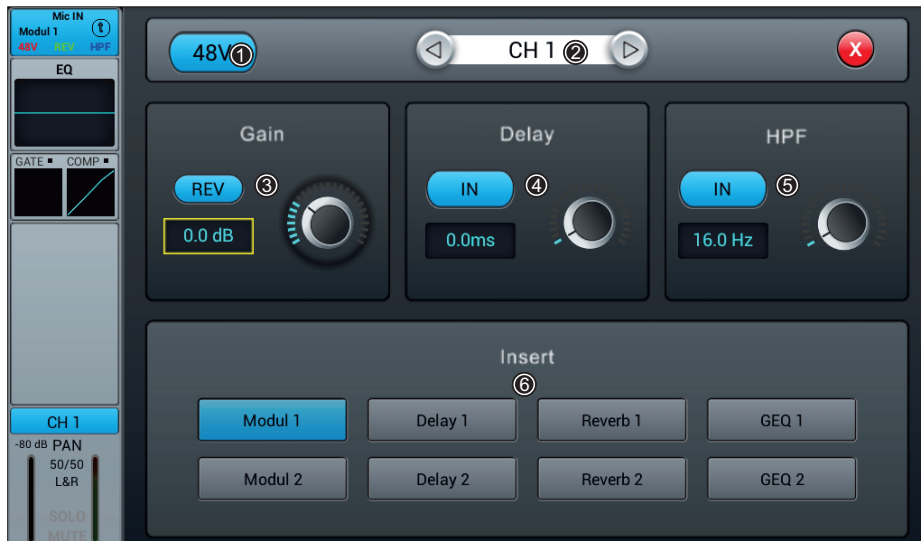 Mic IN
Modul 1
48V REV HPF
EQ
GATE COMP
CH 1
-80 dB PAN
50/50
L&R
SOLO
MUTE
48V ①
CH 1 ②
X
Gain
REV ③
0.0 dB
Delay
IN ④
0.0ms
HPF
IN ⑤
16.0 Hz
Insert
⑥
Modul 1 Delay 1 Reverb 1 GEQ 1
Modul 2 Delay 2 Reverb 2 GEQ 2